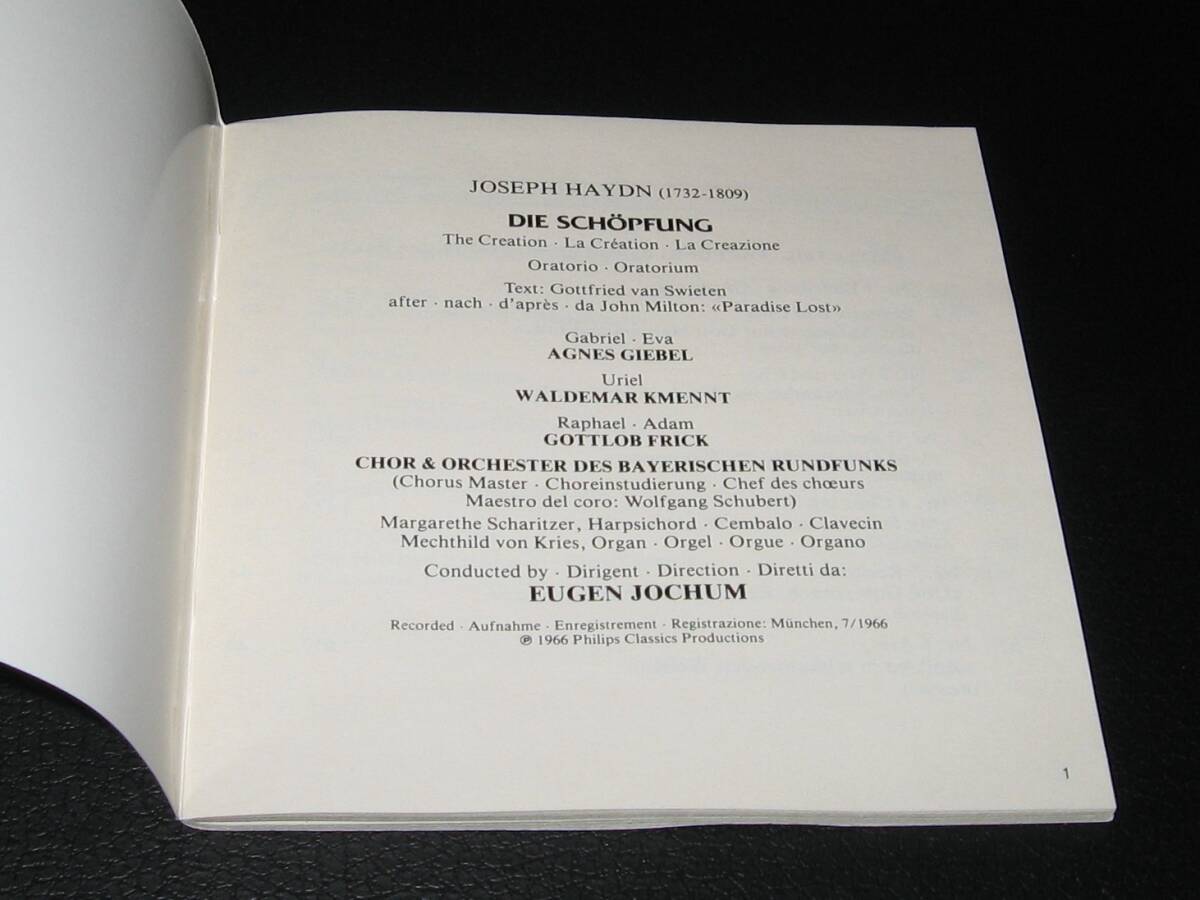 JOSEPH HAYDN (1732-1809)
DIE SCHÖPFUNG
The Creation · La Création · La Creazione
Oratorio · Oratorium
Text: Gottfried van Swieten
after · nach · d'après · da John Milton: «Paradise Lost»
Gabriel · Eva
AGNES GIEBEL
Uriel
WALDEMAR KMENNT
Raphael · Adam
GOTTLOB FRICK
CHOR & ORCHESTER DES BAYERISCHEN RUNDFUNKS
(Chorus Master · Choreinstudierung · Chef des chœurs
Maestro del coro: Wolfgang Schubert)
Margarethe Scharitzer, Harpsichord · Cembalo · Clavecin
Mechthild von Kries, Organ · Orgel · Orgue · Organo
Conducted by · Dirigent · Direction · Diretti da:
EUGEN JOCHUM
Recorded · Aufnahme · Enregistrement · Registrazione: München, 7/1966
℗ 1966 Philips Classics Productions
1